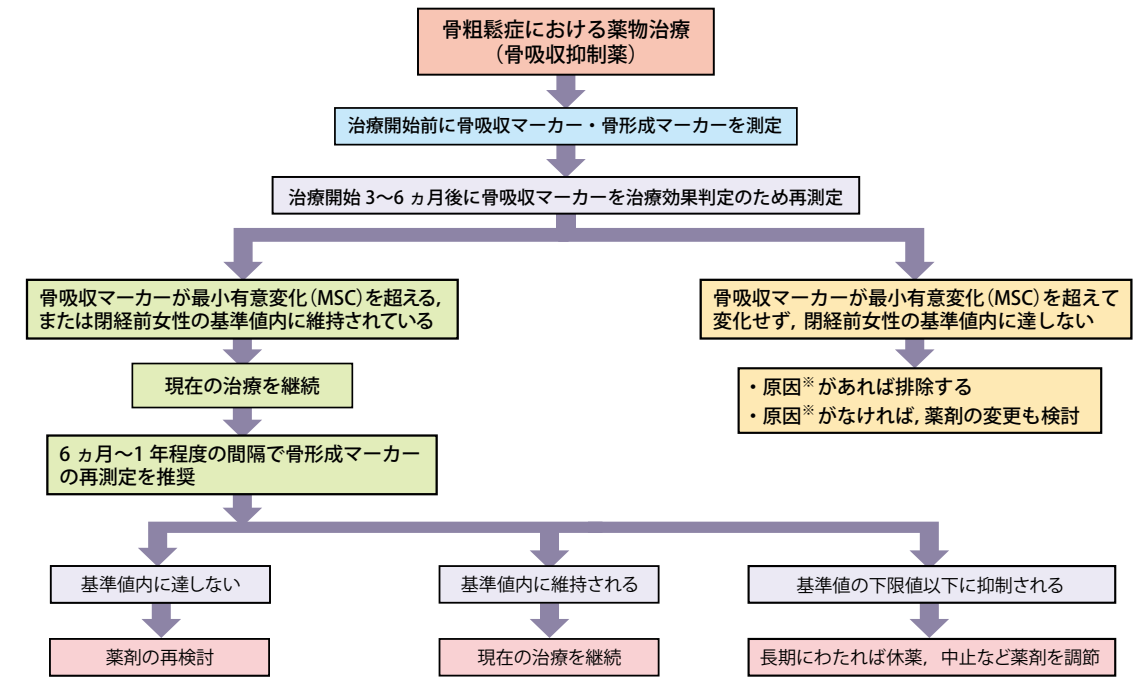 骨粗鬆症における薬物治療
(骨吸収抑制薬)
治療開始前に骨吸収マーカー・骨形成マーカーを測定
治療開始 3〜6 ヵ月後に骨吸収マーカーを治療効果判定のため再測定
骨吸収マーカーが最小有意変化(MSC)を超える,
または閉経前女性の基準値内に維持されている
骨吸収マーカーが最小有意変化(MSC)を超えて
変化せず, 閉経前女性の基準値内に達しない
現在の治療を継続
・原因※があれば排除する
・原因※がなければ, 薬剤の変更も検討
6 ヵ月〜1 年程度の間隔で骨形成マーカー
の再測定を推奨
基準値内に達しない
基準値内に維持される
基準値の下限値以下に抑制される
薬剤の再検討
現在の治療を継続
長期にわたれば休薬, 中止など薬剤を調節